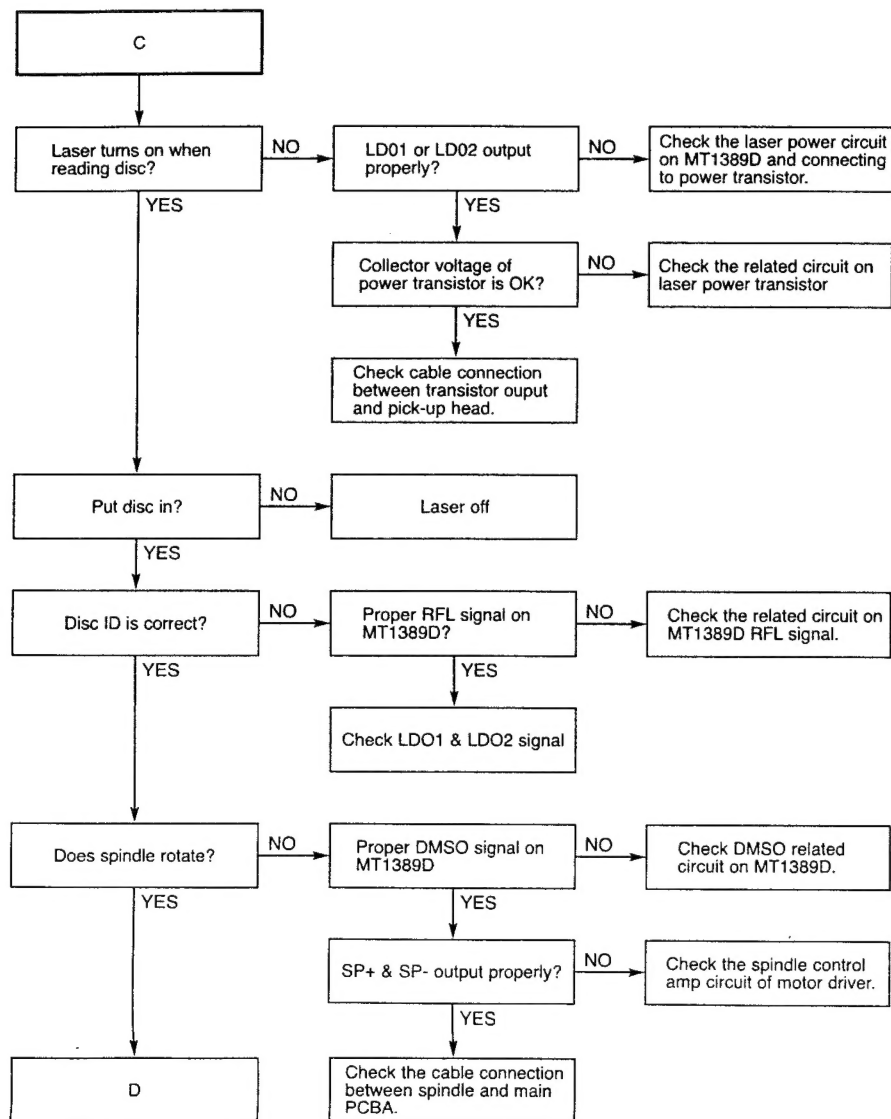 C
Laser turns on when
reading disc?
NO
LD01 or LD02 output
properly?
NO
Check the laser power circuit
on MT1389D and connecting
to power transistor.
YES
YES
Collector voltage of
power transistor is OK?
NO
Check the related circuit on
laser power transistor
YES
Check cable connection
between transistor ouput
and pick-up head.
Put disc in?
NO
Laser off
YES
Disc ID is correct?
NO
Proper RFL signal on
MT1389D?
NO
Check the related circuit on
MT1389D RFL signal.
YES
YES
Check LDO1 & LDO2 signal
Does spindle rotate?
NO
Proper DMSO signal on
MT1389D
NO
Check DMSO related
circuit on MT1389D.
YES
YES
SP+ & SP- output properly?
NO
Check the spindle control
amp circuit of motor driver.
YES
D
Check the cable connection
between spindle and main
PCBA.